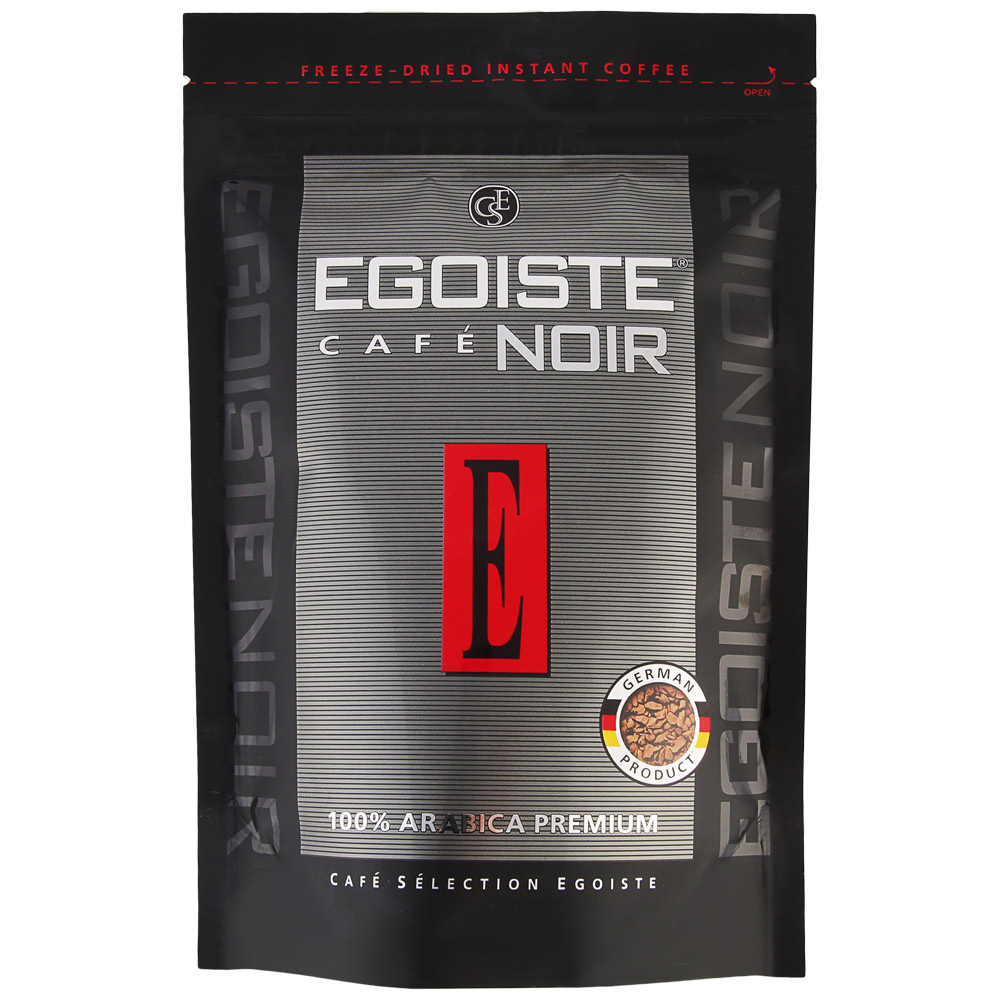 FREEZE-DRIED INSTANT COFFEE
OPEN
CSE
EGOISTE®
CAFÉ NOIR
EGOISTE NOIR
EGOISTE NOIR
E
GERMAN
PRODUCT
100% ARABICA PREMIUM
CAFÉ SÉLECTION EGOISTE